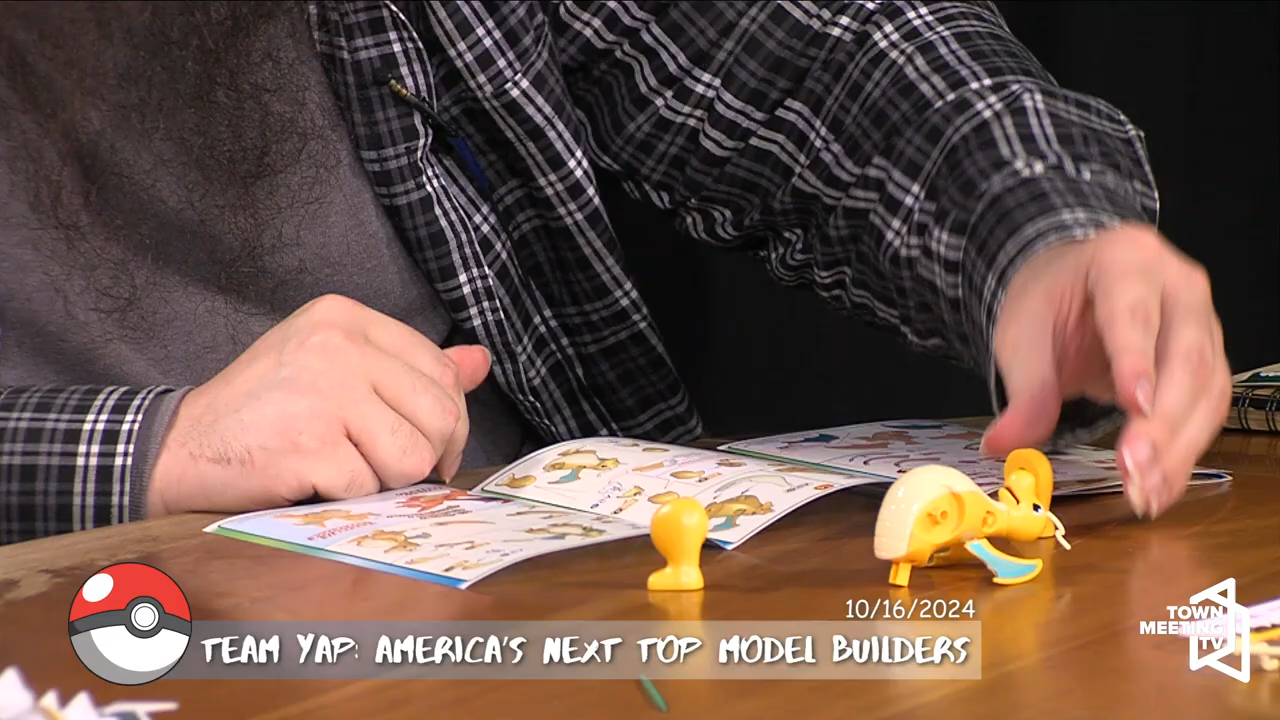 10/16/2024
TEAM YAP: AMERICA'S NEXT TOP MODEL BUILDERS
TOWN
MEETING
TV